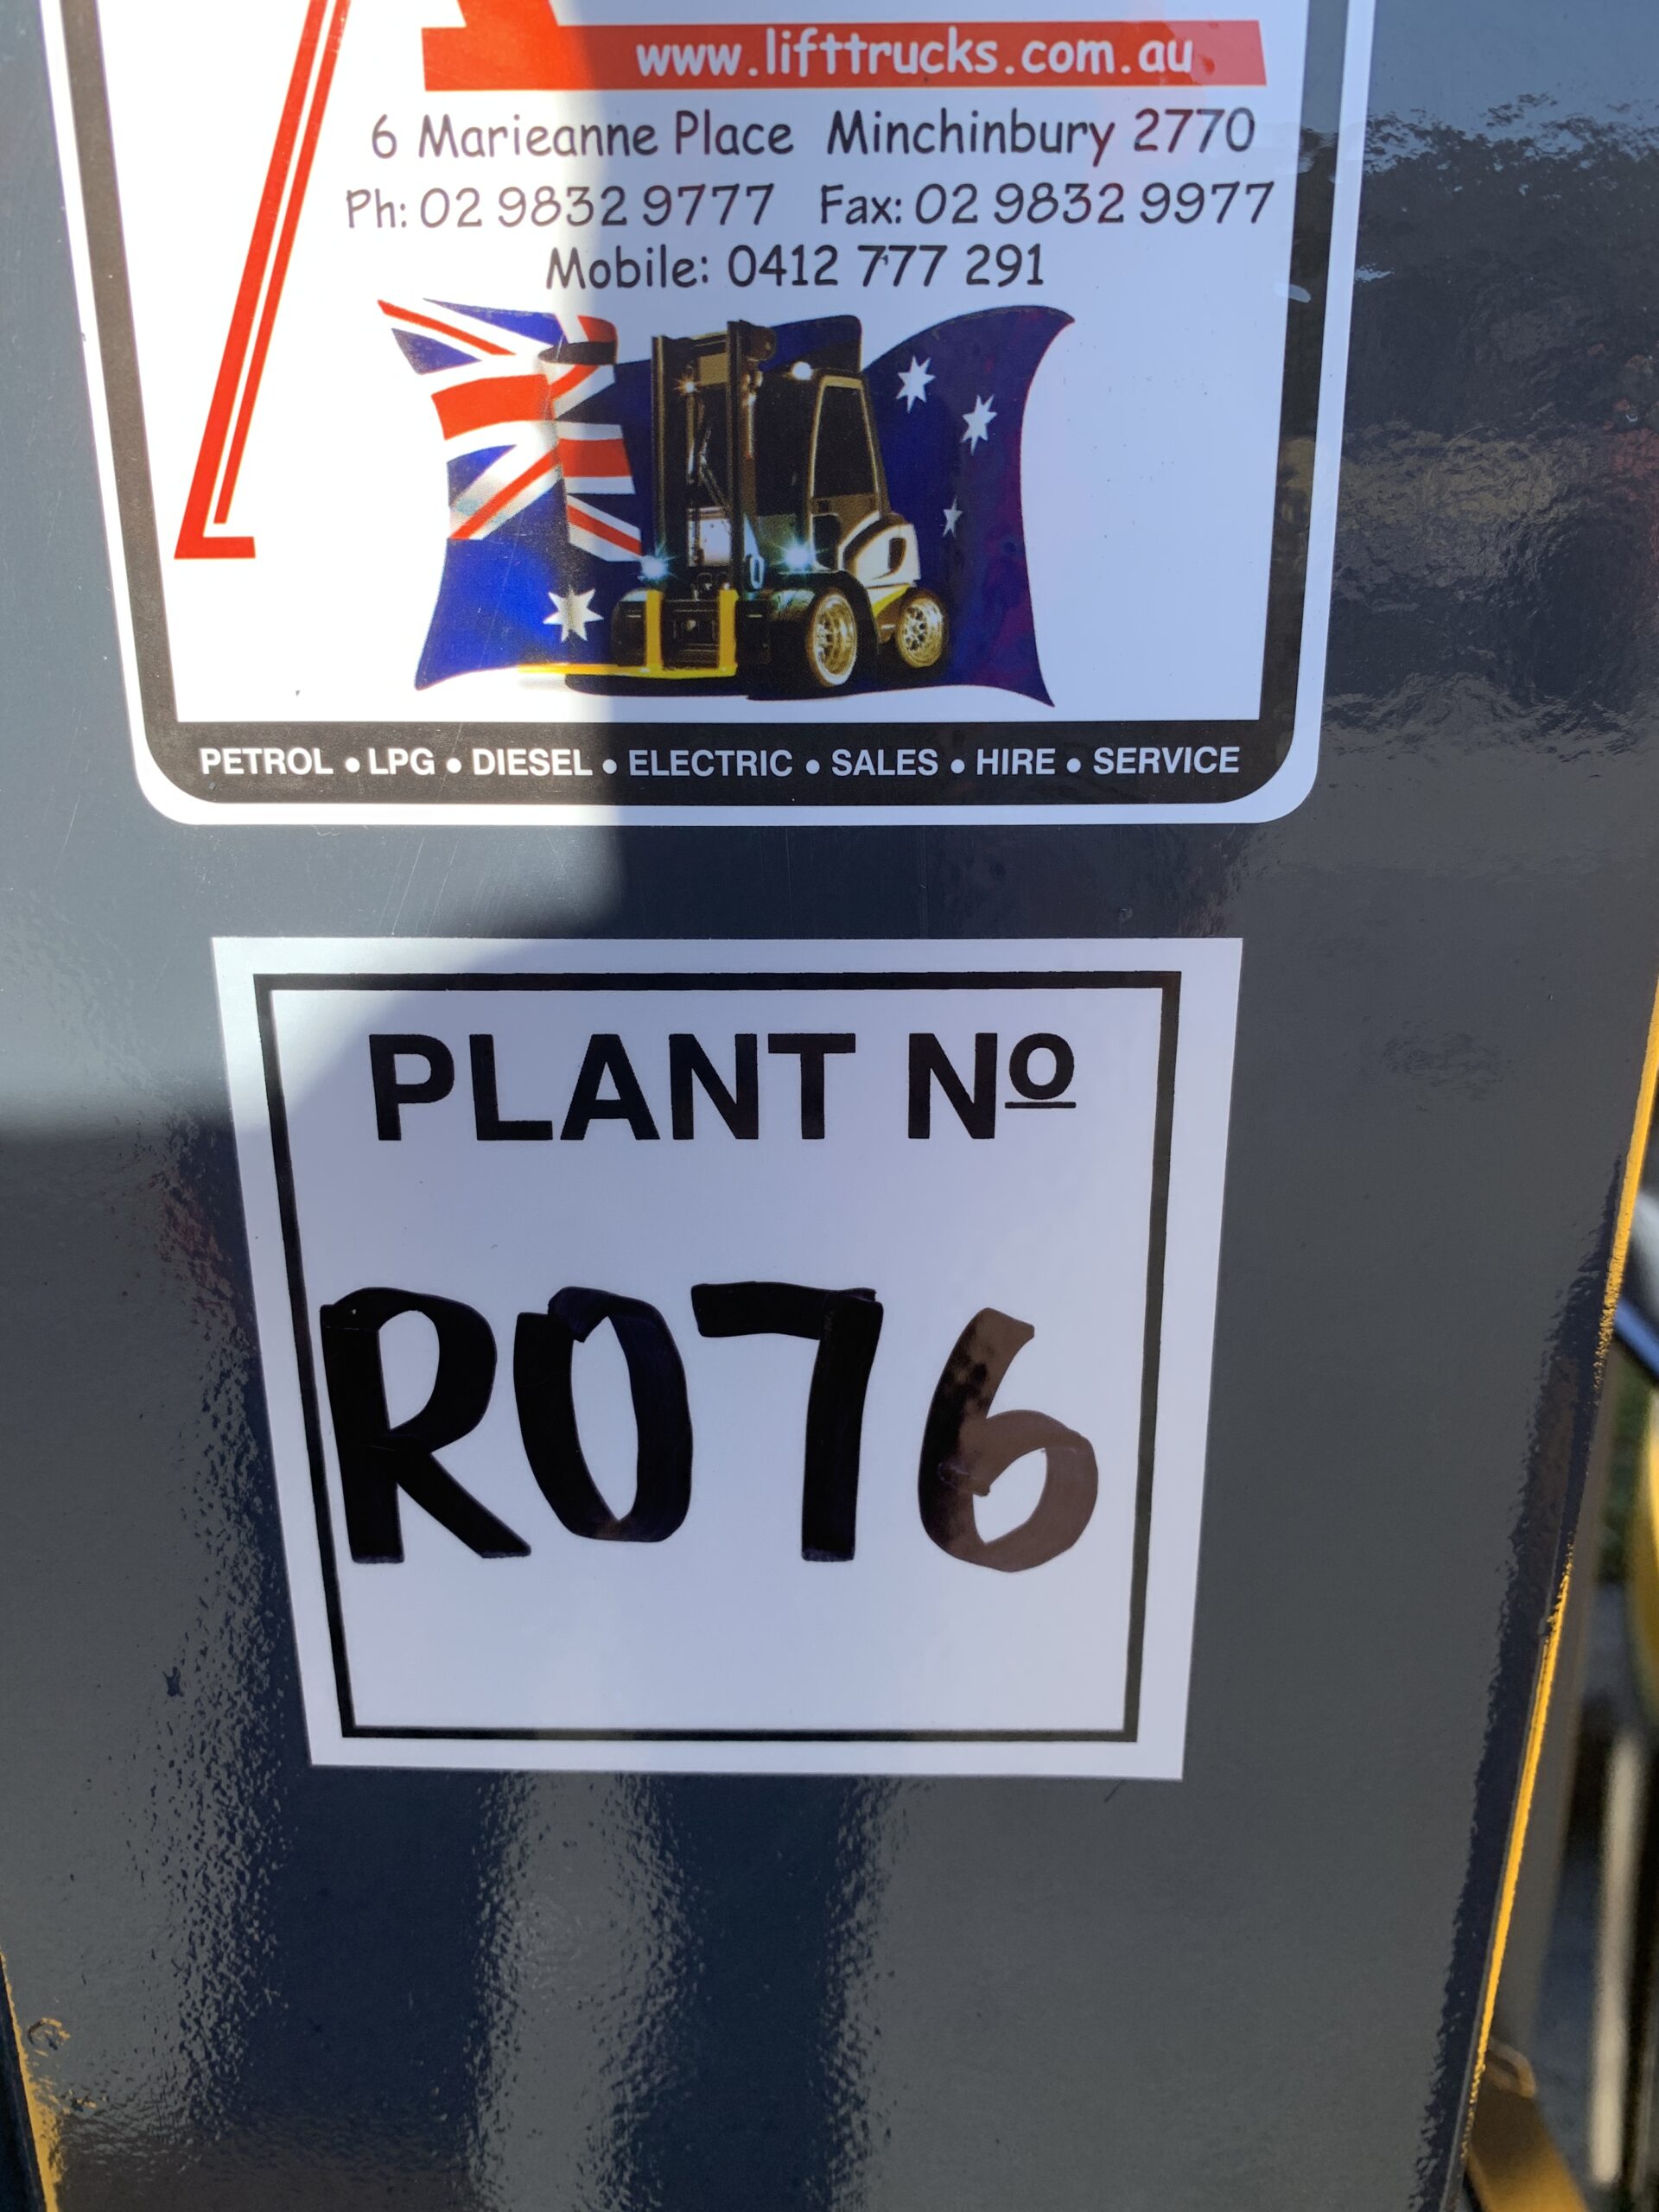 www.lifttrucks.com.au
6 Marieanne Place Minchinbury 2770
Ph: 02 9832 9777 Fax: 02 9832 9977
Mobile: 0412 777 291
PETROL • LPG • DIESEL • ELECTRIC • SALES • HIRE • SERVICE
PLANT Nº
R076